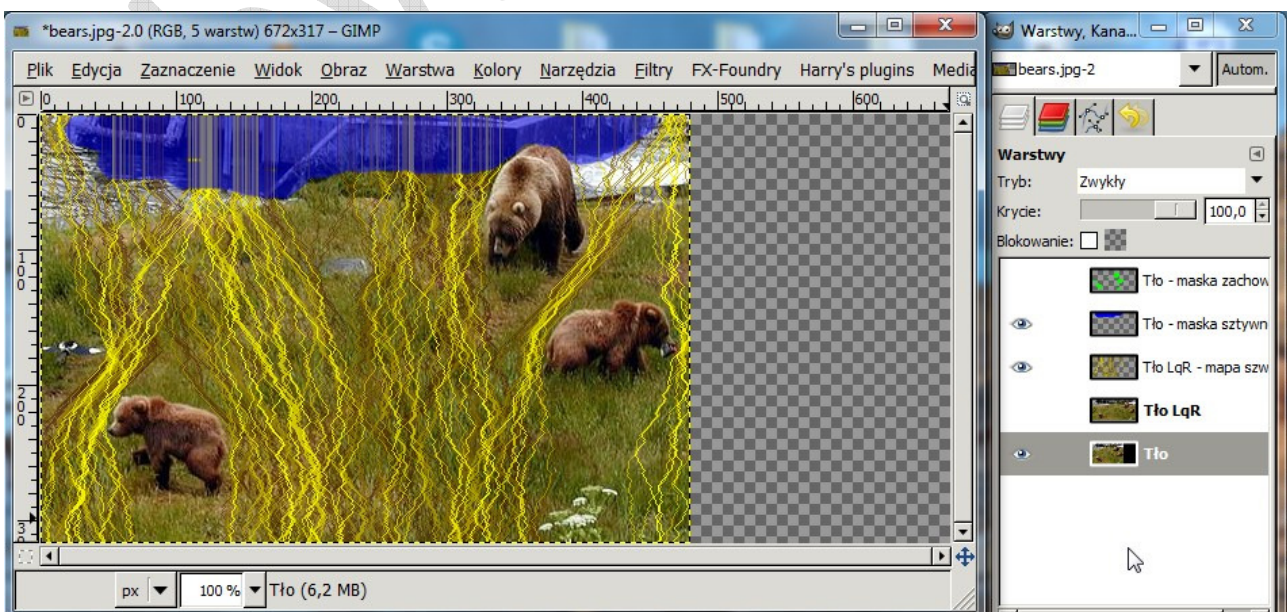 *bears.jpg-2.0 (RGB, 5 warstw) 672x317 – GIMP
Plik Edycja Zaznaczenie Widok Obraz Warstwa Kolory Narzędzia Filtry FX-Foundry Harry's plugins Media
0 100 200 300 400 500 600
0
100
200
3
px 100 % Tło (6,2 MB)
Warstwy, Kana...
bears.jpg-2 Autom.
Warstwy
Tryb: Zwykły
Krycie: 100,0
Blokowanie:
Tło - maska zachow
Tło - maska sztywn
Tło LqR - mapa szw
Tło LqR
Tło